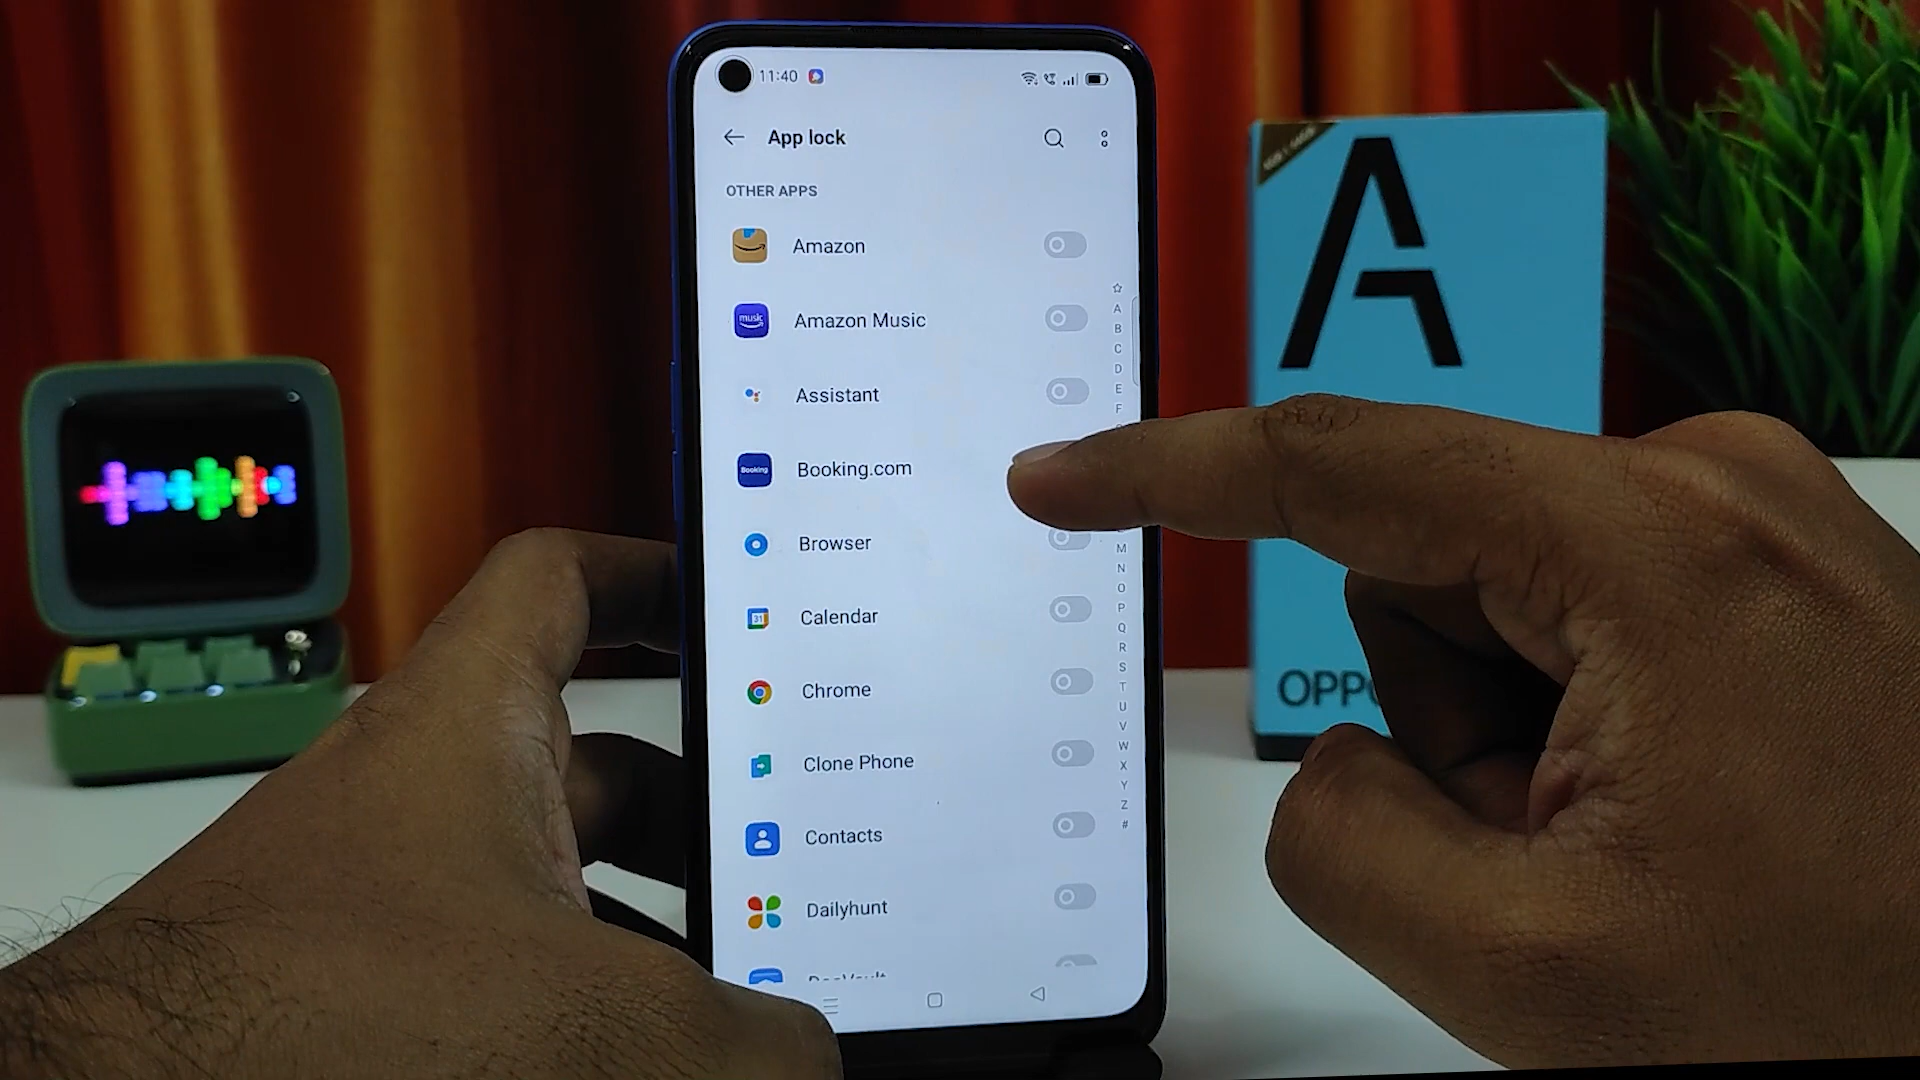 11:40
App lock
OTHER APPS
Amazon
music
Amazon Music
Assistant
Booking
Booking.com
Browser
31
Calendar
Chrome
Clone Phone
Contacts
Dailyhunt
A
B
C
D
E
F
M
N
O
P
Q
R
S
T
U
V
W
X
Y
Z
#
A
OPPO